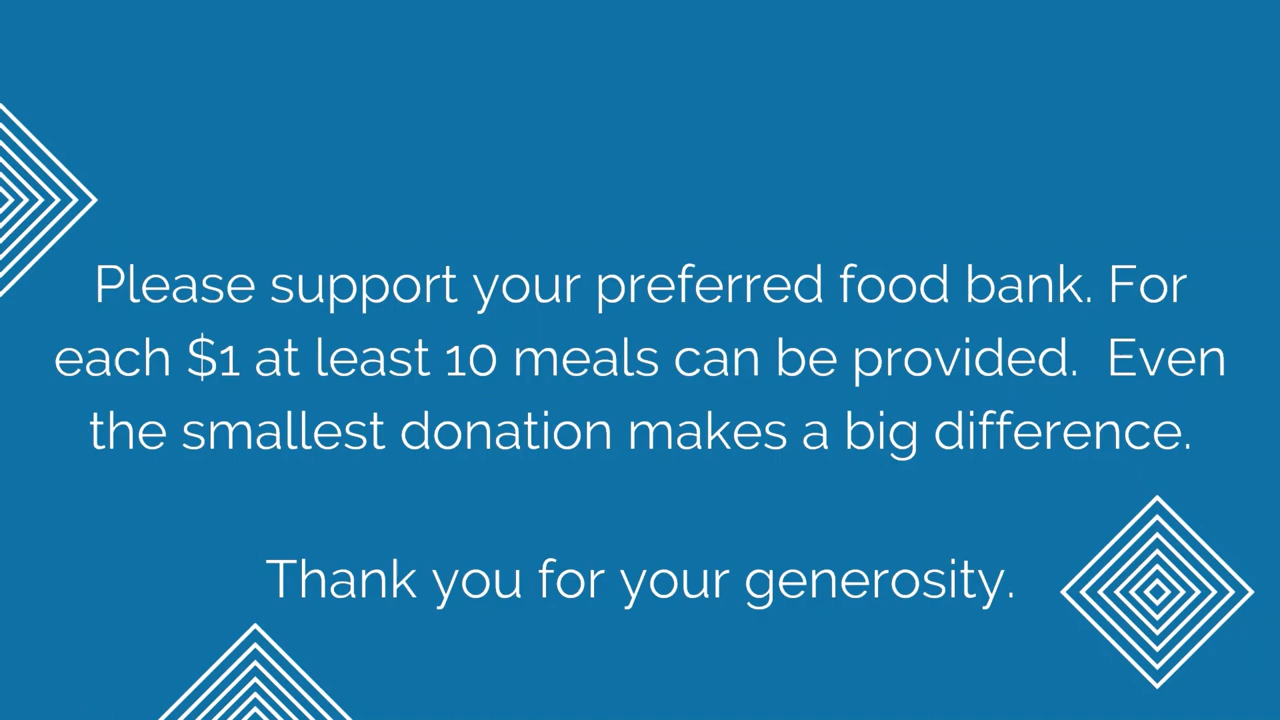 Please support your preferred food bank. For
each $1 at least 10 meals can be provided.  Even
the smallest donation makes a big difference.
Thank you for your generosity.